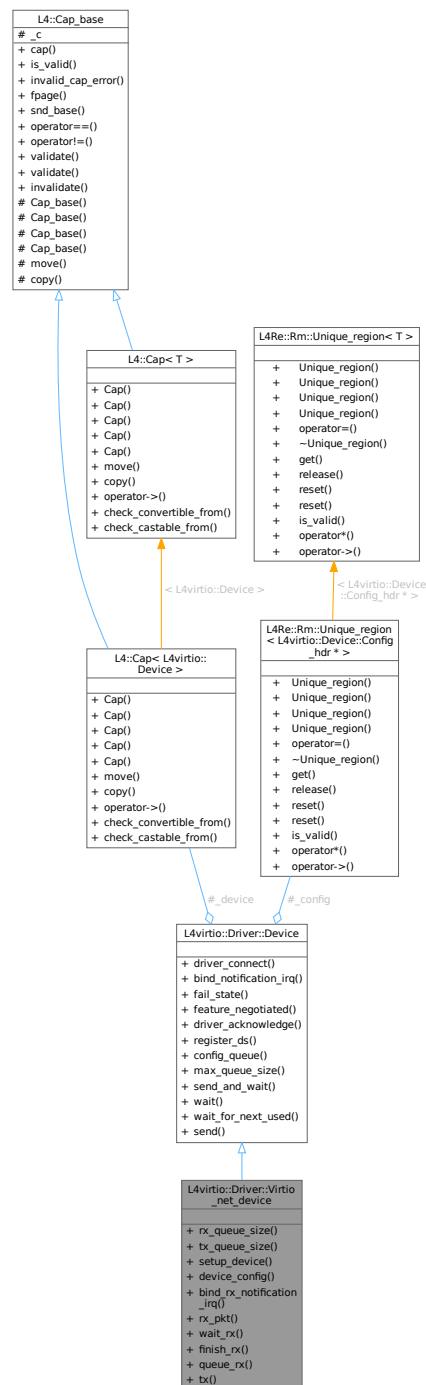 L4::Cap_base
# _c
+ cap()
+ is_valid()
+ invalid_cap_error()
+ fpage()
+ snd_base()
+ operator==()
+ operator!=()
+ validate()
+ validate()
+ invalidate()
# Cap_base()
# Cap_base()
# Cap_base()
# Cap_base()
# move()
# copy()
L4::Cap< T >
+ Cap()
+ Cap()
+ Cap()
+ Cap()
+ Cap()
+ move()
+ copy()
+ operator->()
+ check_convertible_from()
+ check_castable_from()
L4Re::Rm::Unique_region< T >
+ Unique_region()
+ Unique_region()
+ Unique_region()
+ Unique_region()
+ operator=()
+ ~Unique_region()
+ get()
+ release()
+ reset()
+ reset()
+ is_valid()
+ operator*()
+ operator->()
< L4virtio::Device >
< L4virtio::Device
::Config_hdr * >
L4::Cap< L4virtio::
Device >
+ Cap()
+ Cap()
+ Cap()
+ Cap()
+ Cap()
+ move()
+ copy()
+ operator->()
+ check_convertible_from()
+ check_castable_from()
L4Re::Rm::Unique_region
< L4virtio::Device::Config
_hdr * >
+ Unique_region()
+ Unique_region()
+ Unique_region()
+ Unique_region()
+ operator=()
+ ~Unique_region()
+ get()
+ release()
+ reset()
+ reset()
+ is_valid()
+ operator*()
+ operator->()
#_device
#_config
L4virtio::Driver::Device
+ driver_connect()
+ bind_notification_irq()
+ fail_state()
+ feature_negotiated()
+ driver_acknowledge()
+ register_ds()
+ config_queue()
+ max_queue_size()
+ send_and_wait()
+ wait()
+ wait_for_next_used()
+ send()
L4virtio::Driver::Virtio
_net_device
+ rx_queue_size()
+ tx_queue_size()
+ setup_device()
+ device_config()
+ bind_rx_notification
_irq()
+ rx_pkt()
+ wait_rx()
+ finish_rx()
+ queue_rx()
+ tx()